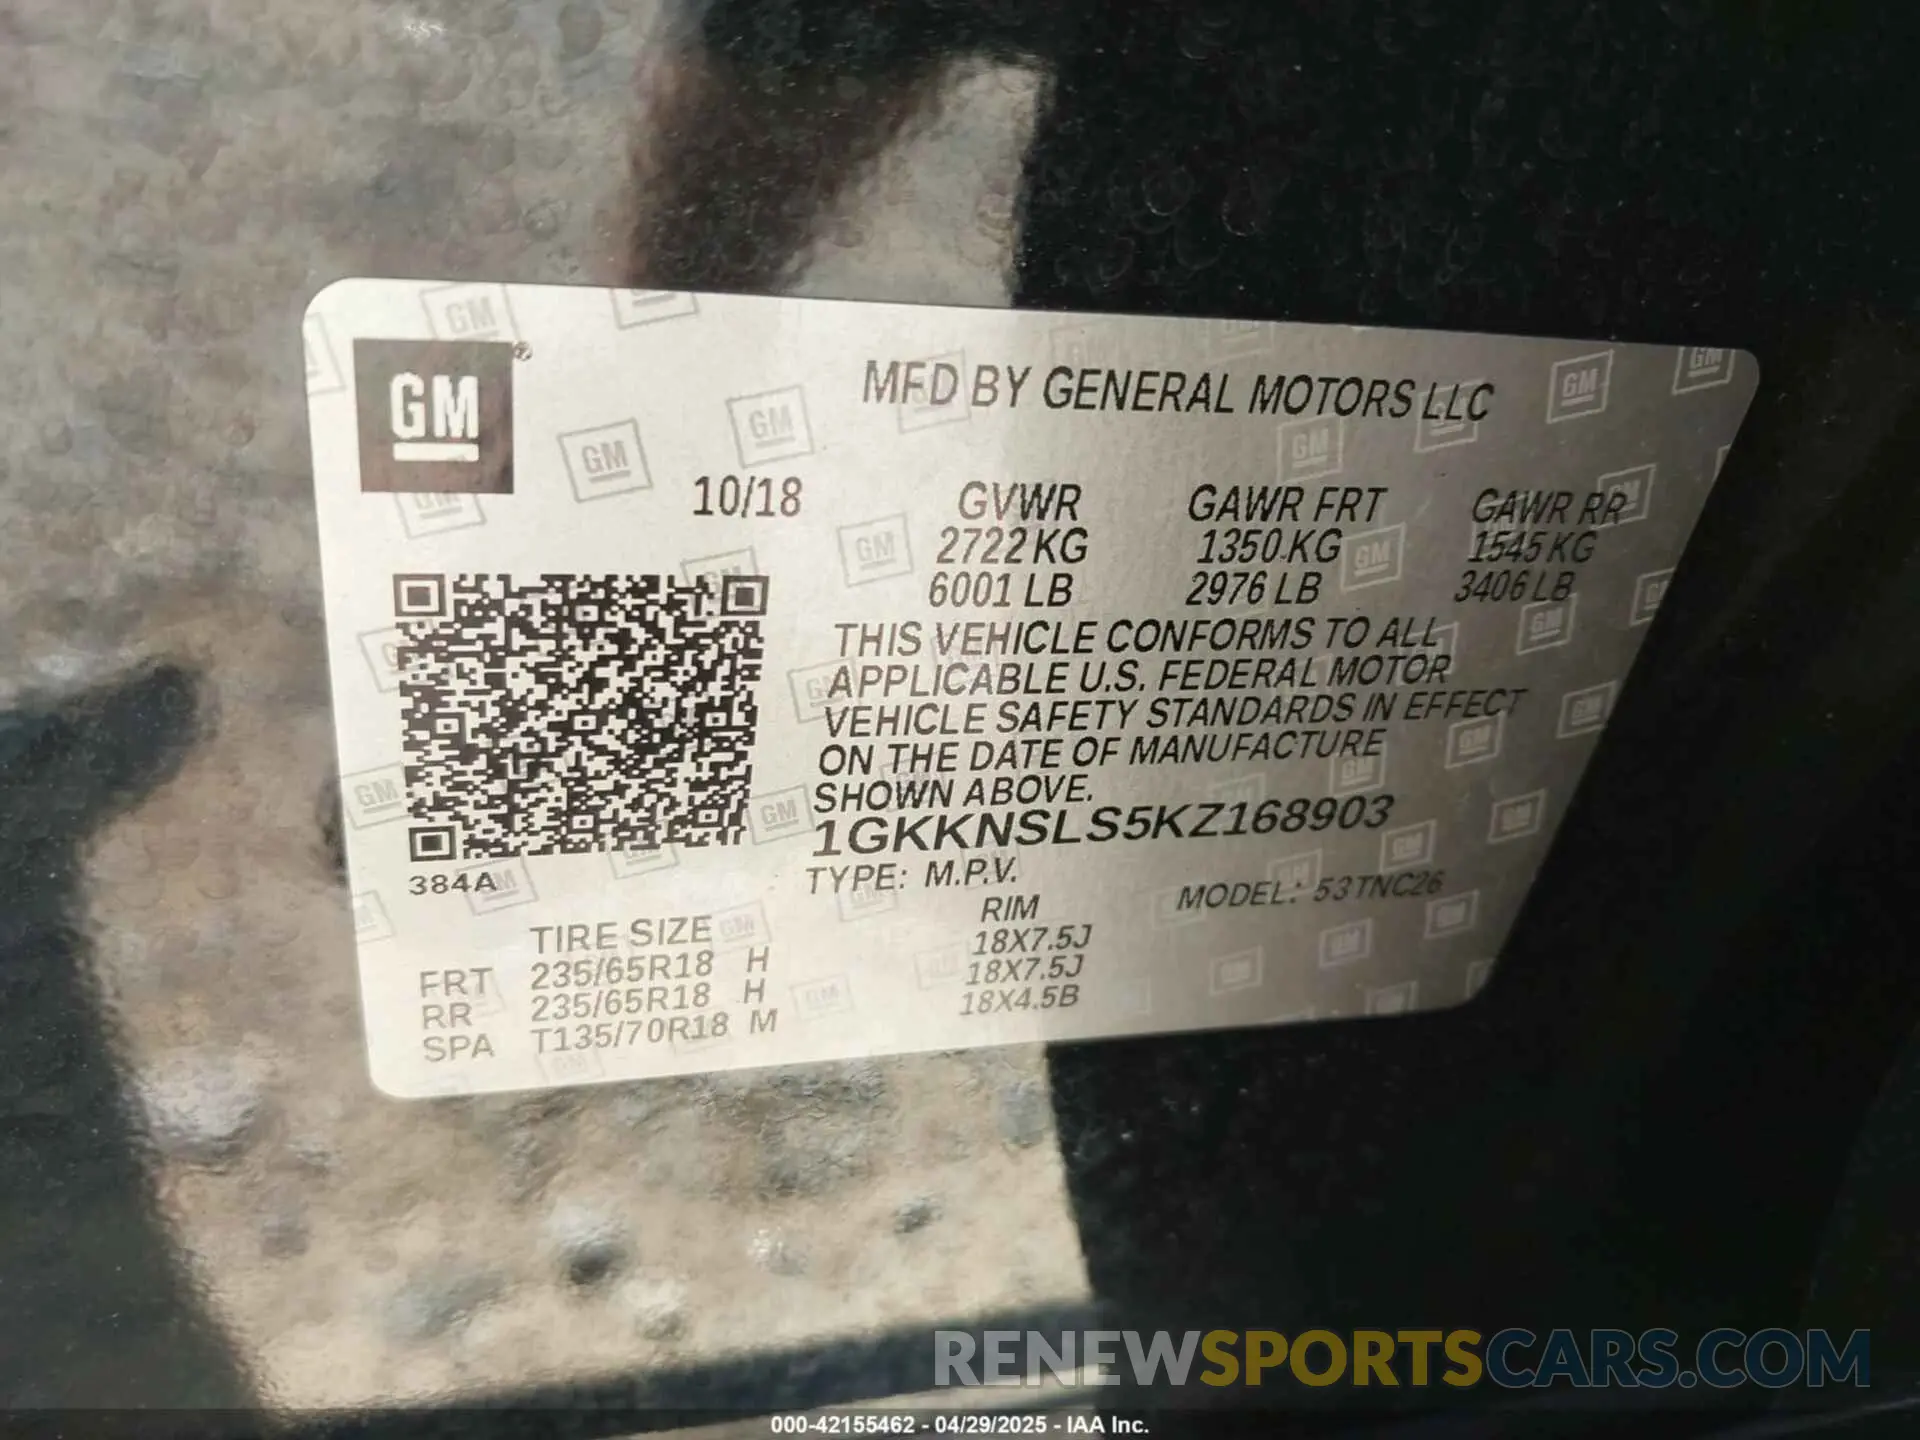 GM ®
MFD BY GENERAL MOTORS LLC
10/18 GVWR GAWR FRT GAWR RR
2722 KG 1350 KG 1545 KG
6001 LB 2976 LB 3406 LB
THIS VEHICLE CONFORMS TO ALL
APPLICABLE U.S. FEDERAL MOTOR
VEHICLE SAFETY STANDARDS IN EFFECT
ON THE DATE OF MANUFACTURE
SHOWN ABOVE.
1GKKNSLS5KZ168903
384A
TYPE: M.P.V. MODEL: 53TNC26
TIRE SIZE RIM
FRT 235/65R18 H 18X7.5J
RR 235/65R18 H 18X7.5J
SPA T135/70R18 M 18X4.5B
RENEWSPORTSCARS.COM
000-42155462 - 04/29/2025 - IAA Inc.